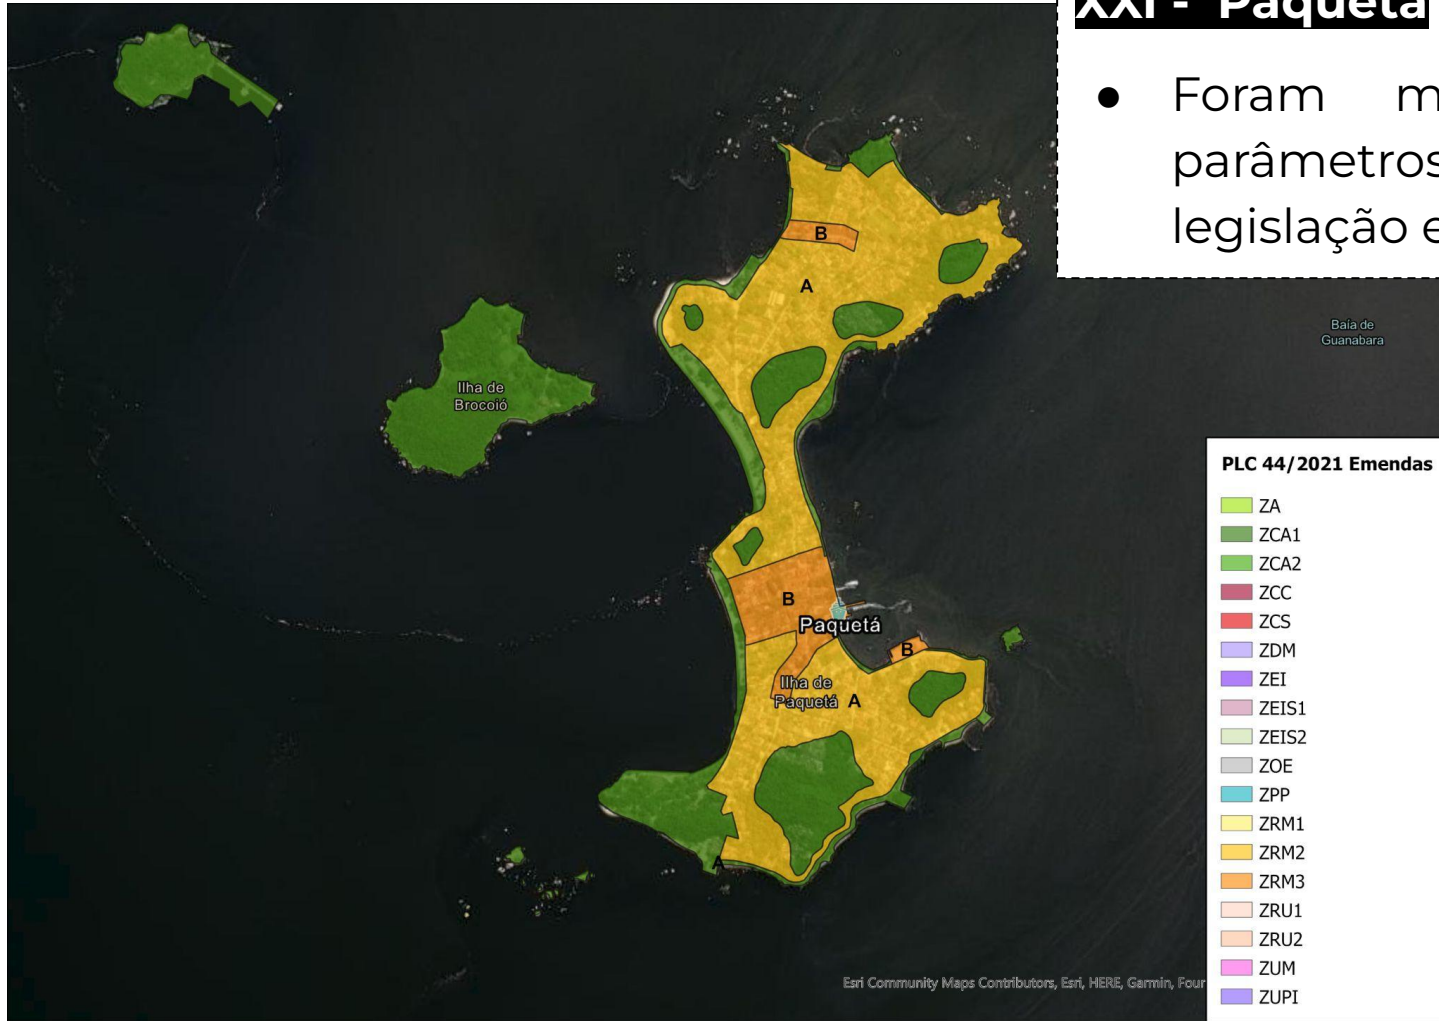 XXI - Paquetá
● Foram
parâmetros
legislação
B
A
Baía de
Guanabara
Ilha de
Brocoió
PLC 44/2021 Emendas
ZA
ZCA1
ZCA2
ZCC
ZCS
ZDM
ZEI
ZEIS1
ZEIS2
ZOE
ZPP
ZRM1
ZRM2
ZRM3
ZRU1
ZRU2
ZUM
ZUPI
B
Paquetá
B
Ilha de
Paquetá
A
A
Esri Community Maps Contributors, Esri, HERE, Garmin, Four